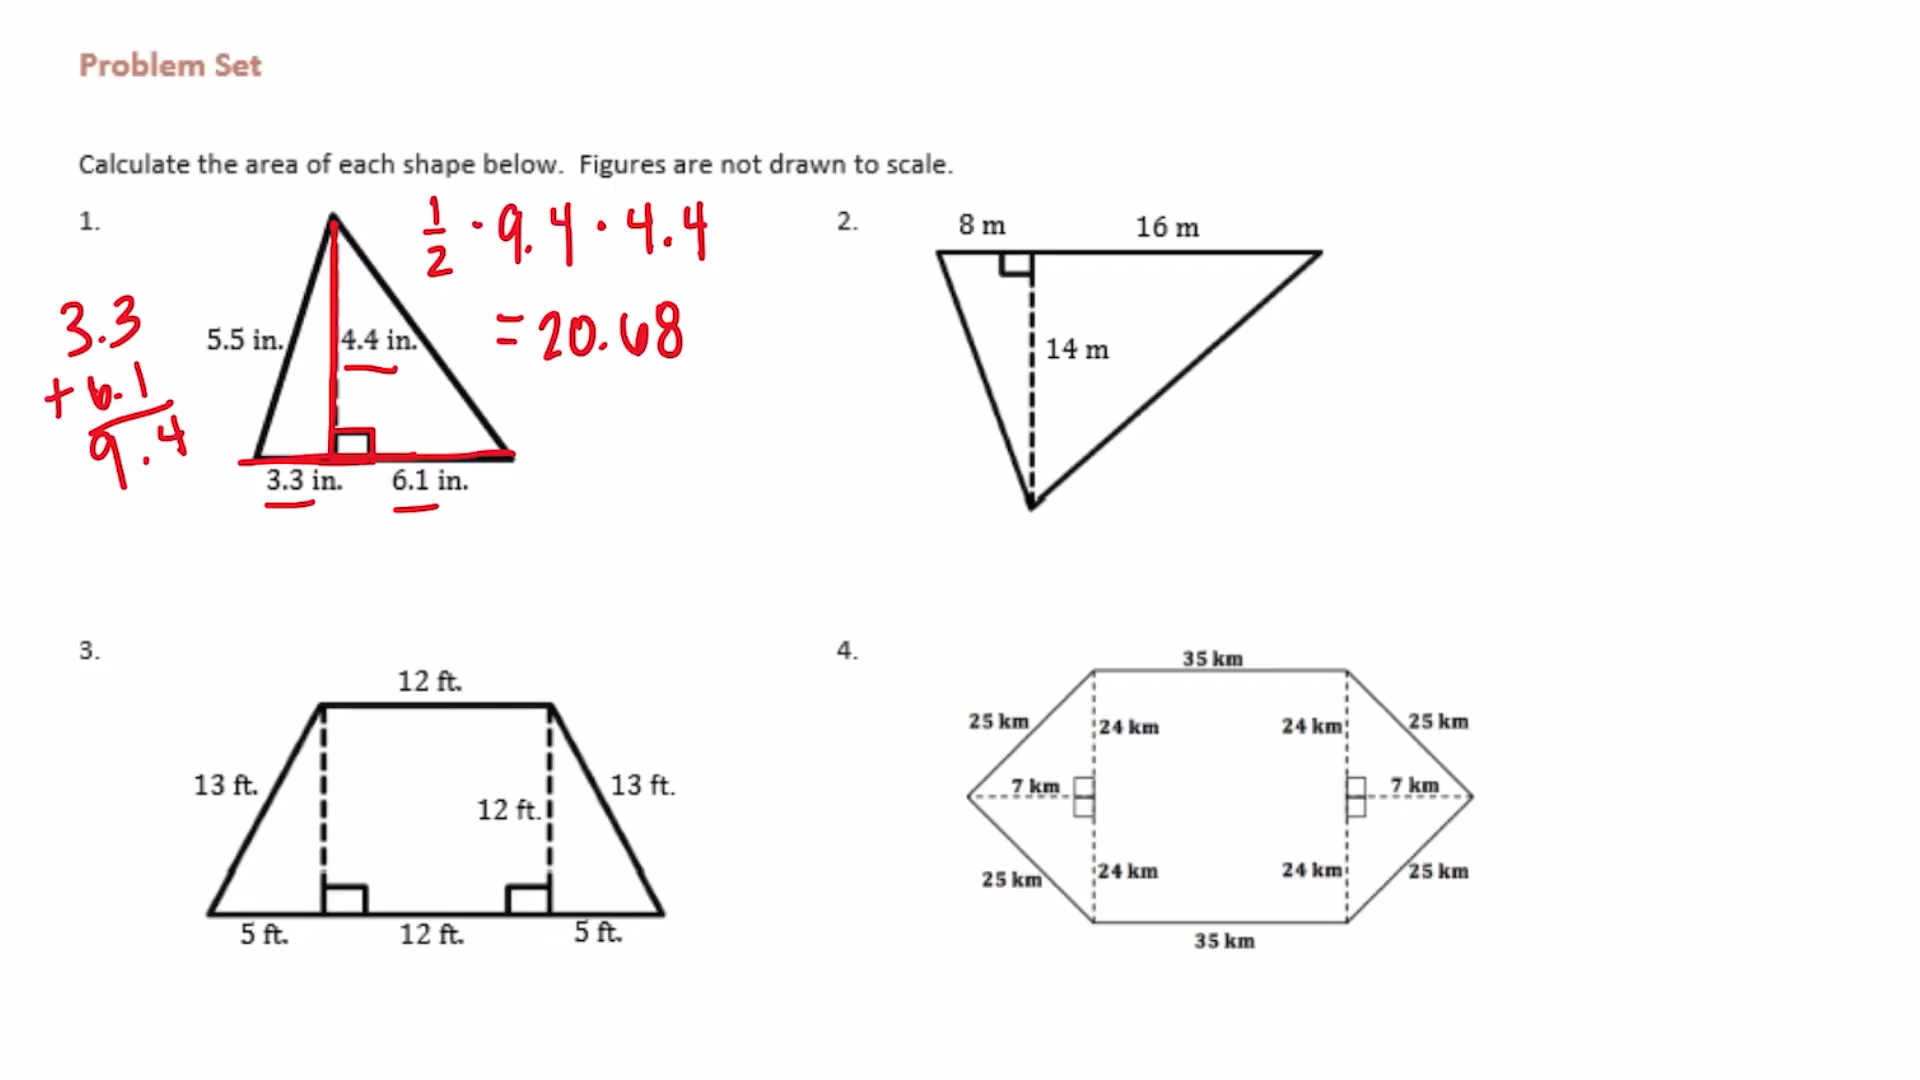 Problem Set
Calculate the area of each shape below. Figures are not drawn to scale.
1.
1/2 · 9.4 · 4.4
= 20.68
3.3
+ 6.1
9.4
5.5 in.
4.4 in.
3.3 in.
6.1 in.
2.
8 m
16 m
14 m
3.
12 ft.
13 ft.
12 ft.
13 ft.
5 ft.
12 ft.
5 ft.
4.
35 km
25 km
24 km
24 km
25 km
7 km
7 km
25 km
24 km
24 km
25 km
35 km